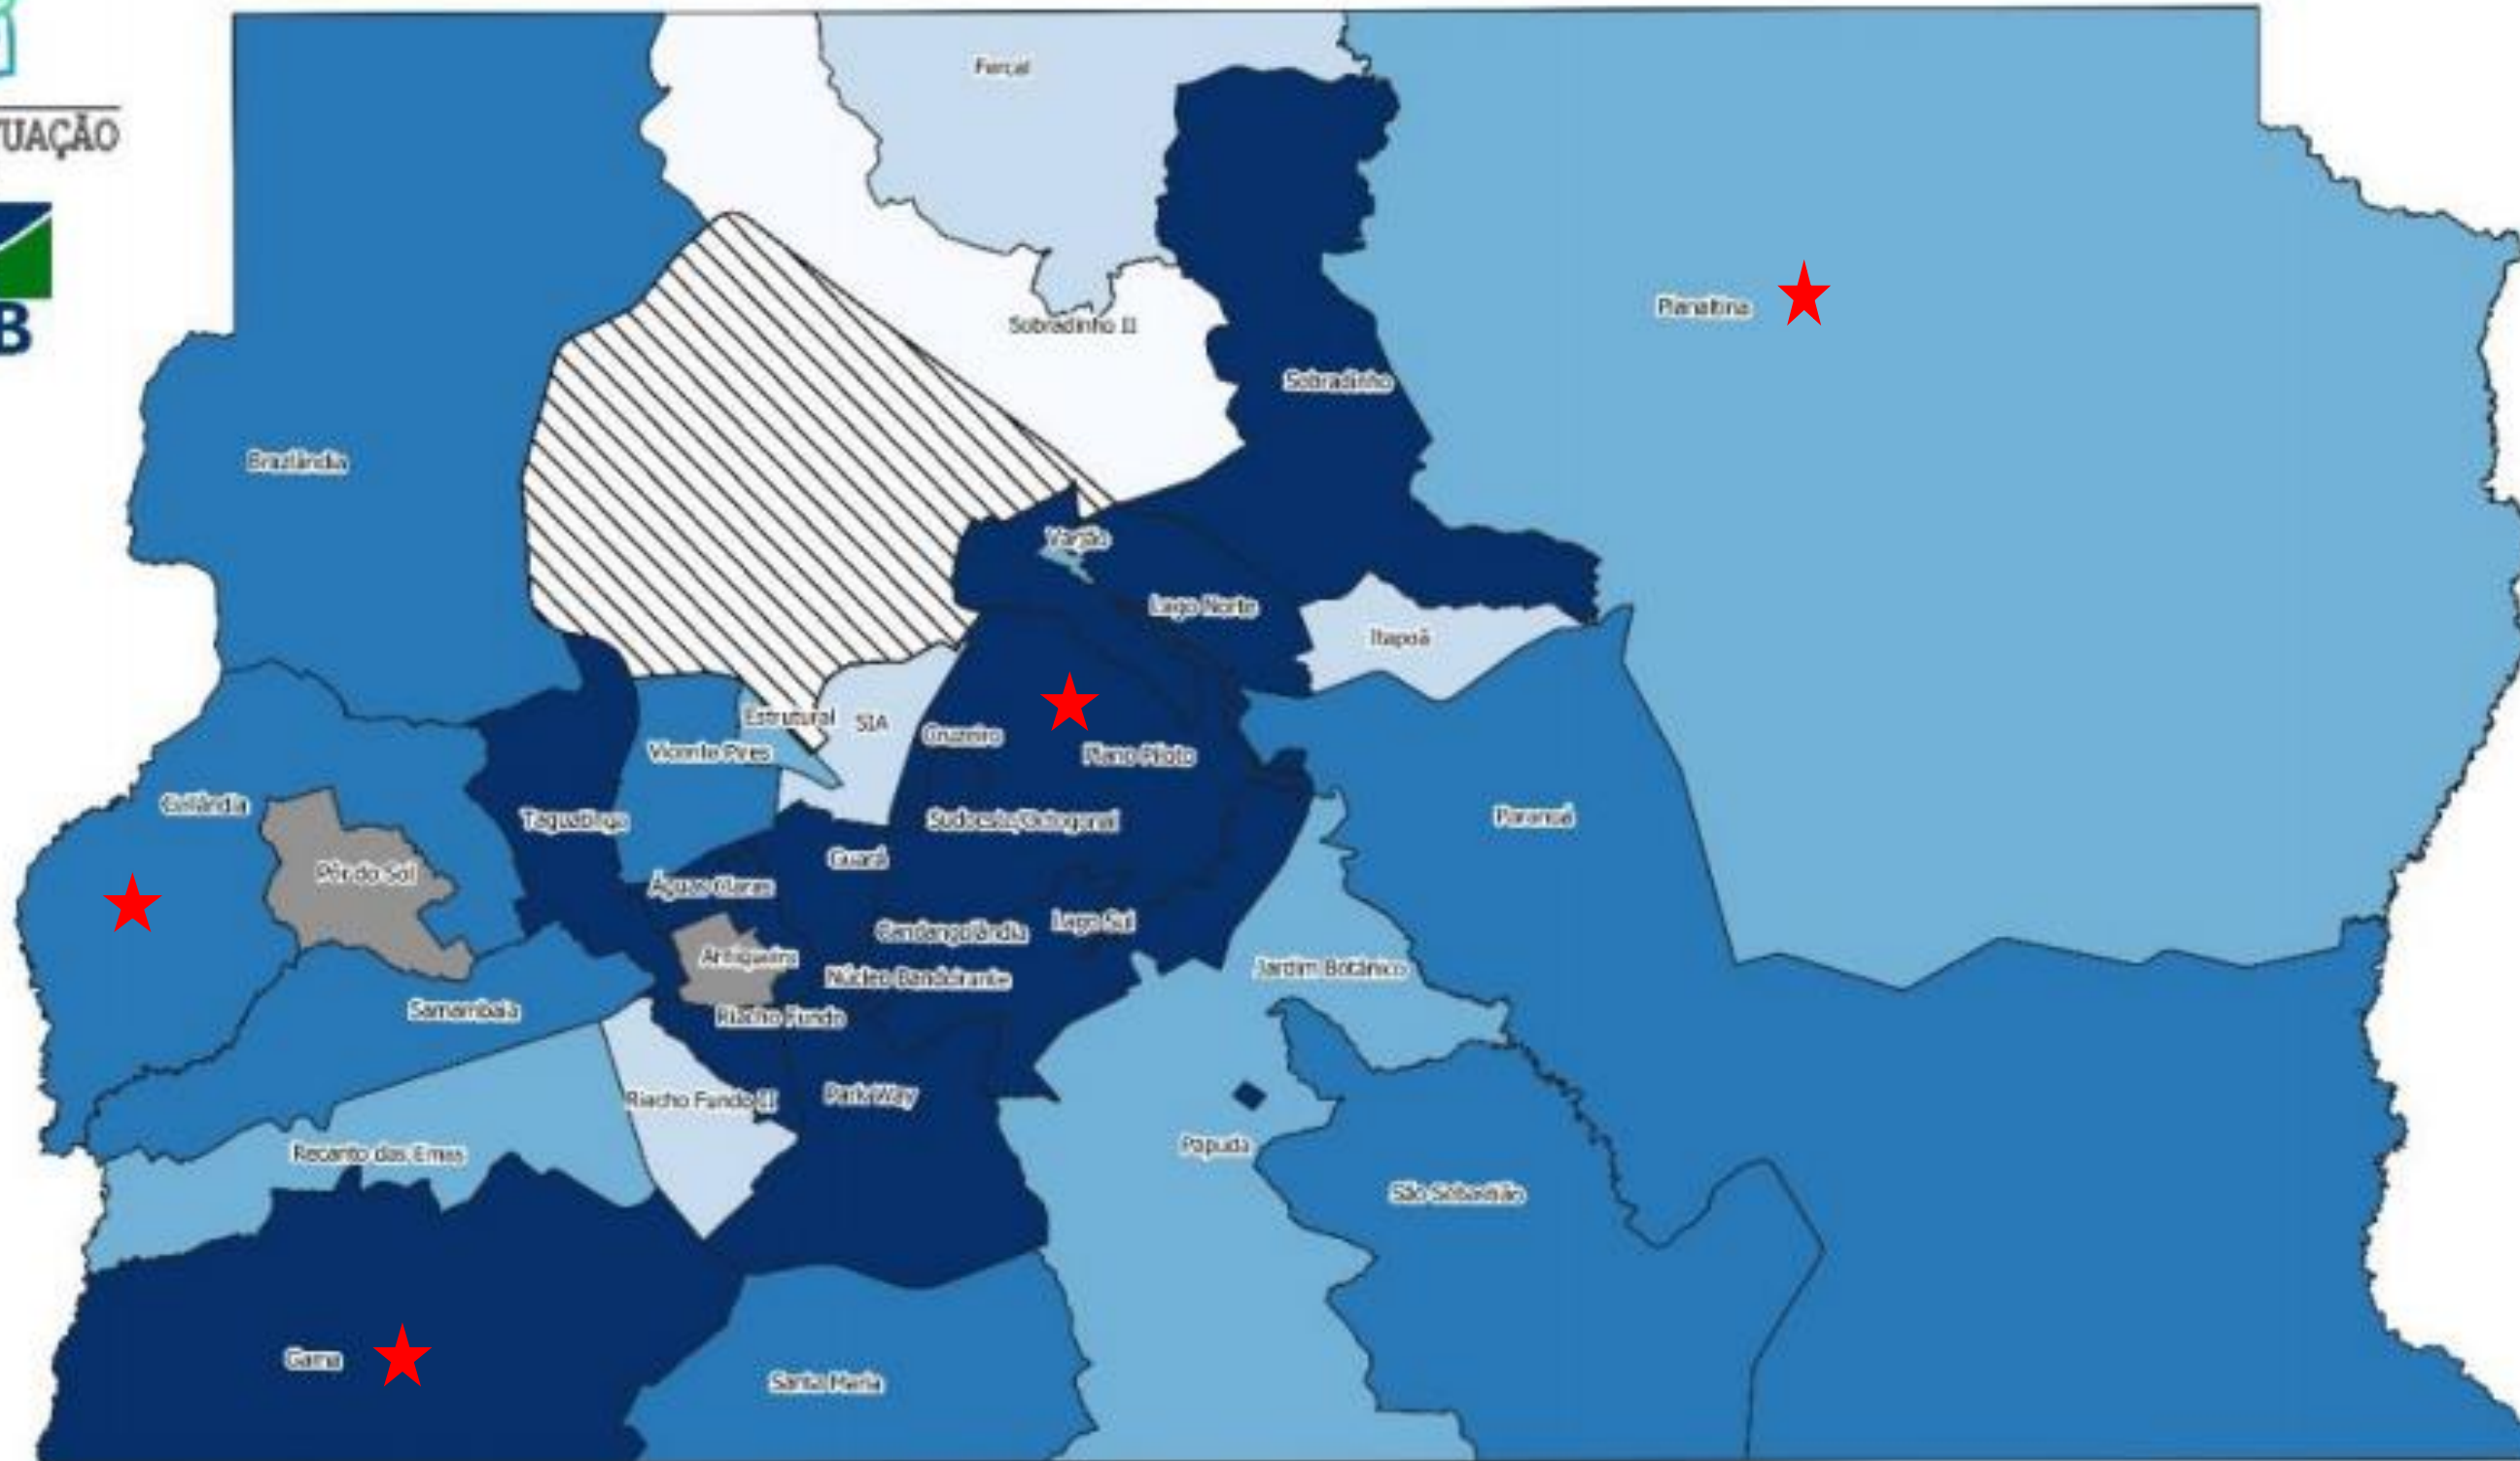 UAÇÃO
B
Fercal
Planaltina
Sobradinho II
Sobradinho
Brazlândia
Varjão
Lago Norte
Itapoã
Estrutural
SIA
Cruzeiro
Vicente Pires
Plano Piloto
Ceilândia
Taguatinga
Sudoeste/Octogonal
Paranoá
Guará
Pôr do Sol
Águas Claras
Lago Sul
Candangolândia
Arniqueira
Jardim Botânico
Núcleo Bandeirante
Samambaia
Riacho Fundo
Riacho Fundo II
Park Way
Papuda
Recanto das Emas
São Sebastião
Gama
Santa Maria